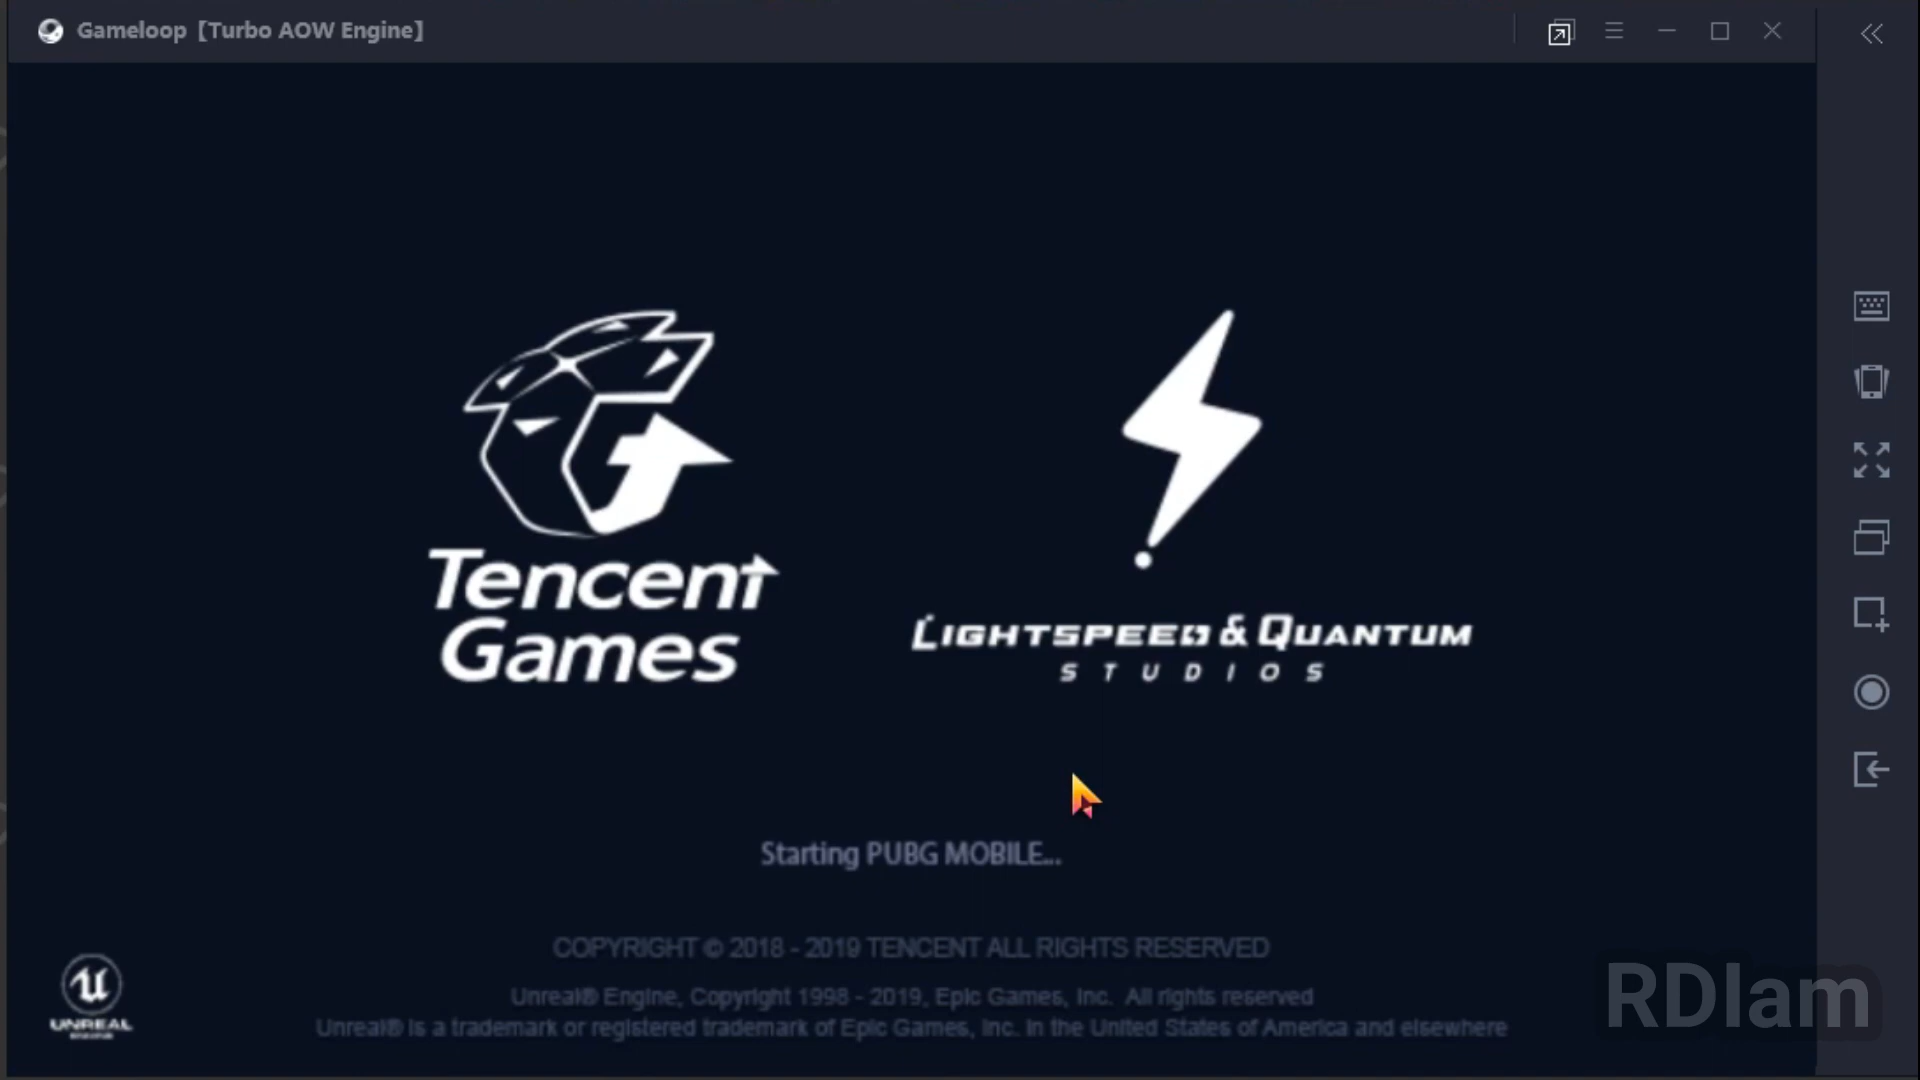 Gameloop [Turbo AOW Engine]
Tencent
Games
LIGHTSPEED & QUANTUM
STUDIOS
Starting PUBG MOBILE...
COPYRIGHT © 2018 - 2019 TENCENT ALL RIGHTS RESERVED
Unreal® Engine, Copyright 1998 - 2019, Epic Games, Inc. All rights reserved
Unreal® is a trademark or registered trademark of Epic Games, Inc. in the United States of America and elsewhere
UNREAL
ENGINE
RDIam